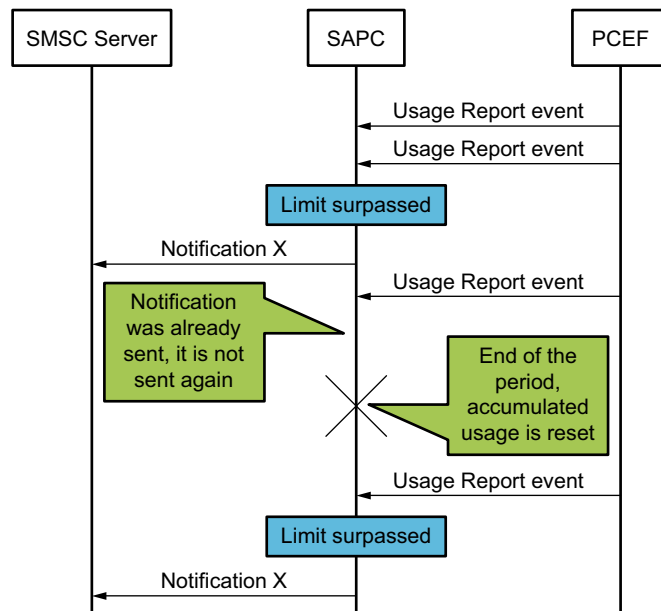 SMSC Server
SAPC
PCEF
Usage Report event
Usage Report event
Limit surpassed
Notification X
Usage Report event
Notification
was already
sent, it is not
sent again
End of the
period,
accumulated
usage is reset
Usage Report event
Limit surpassed
Notification X